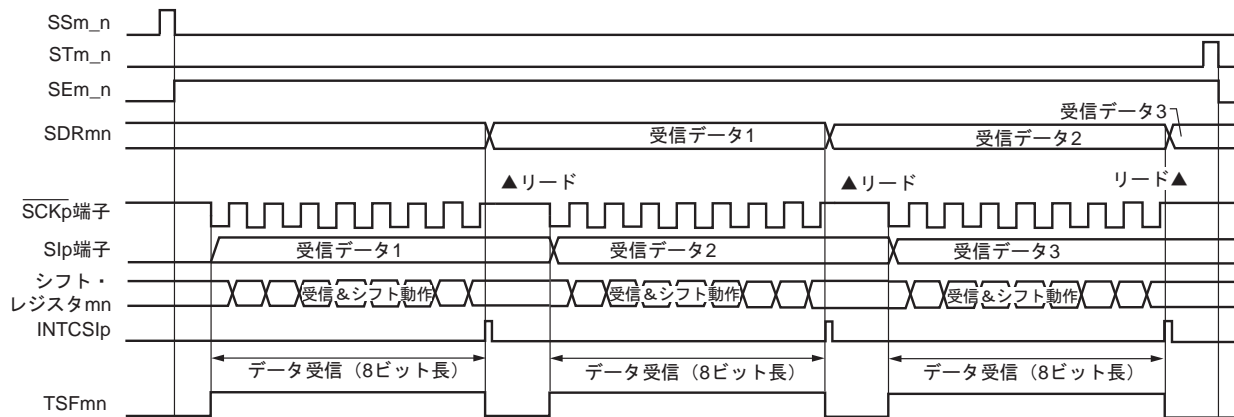 SSm_n
STm_n
SEm_n
受信データ3
SDRmn
受信データ1
受信データ2
▲リード
▲リード
リード▲
SCKp端子
SIp端子
受信データ1
受信データ2
受信データ3
シフト・
レジスタmn
受信&シフト動作
受信&シフト動作
受信&シフト動作
INTCSIp
データ受信（8ビット長）
データ受信（8ビット長）
データ受信（8ビット長）
TSFmn